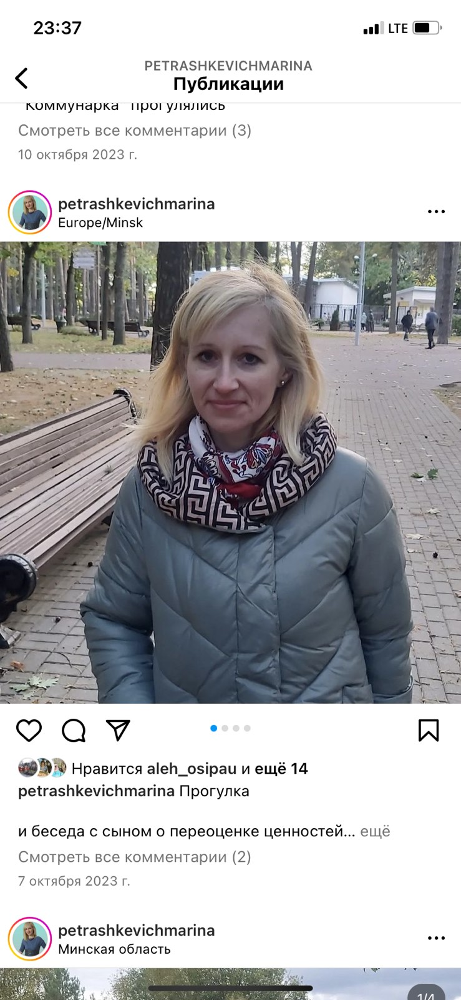 23:37
LTE
PETRASHKEVICHMARINA
Публикации
Коммунарка прогулялись
Смотреть все комментарии (3)
10 октября 2023 г.
petrashkevichmarina
Europe/Minsk
Нравится aleh_osipau и ещё 14
petrashkevichmarina Прогулка
и беседа с сыном о переоценке ценностей... ещё
Смотреть все комментарии (2)
7 октября 2023 г.
petrashkevichmarina
Минская область
1/4